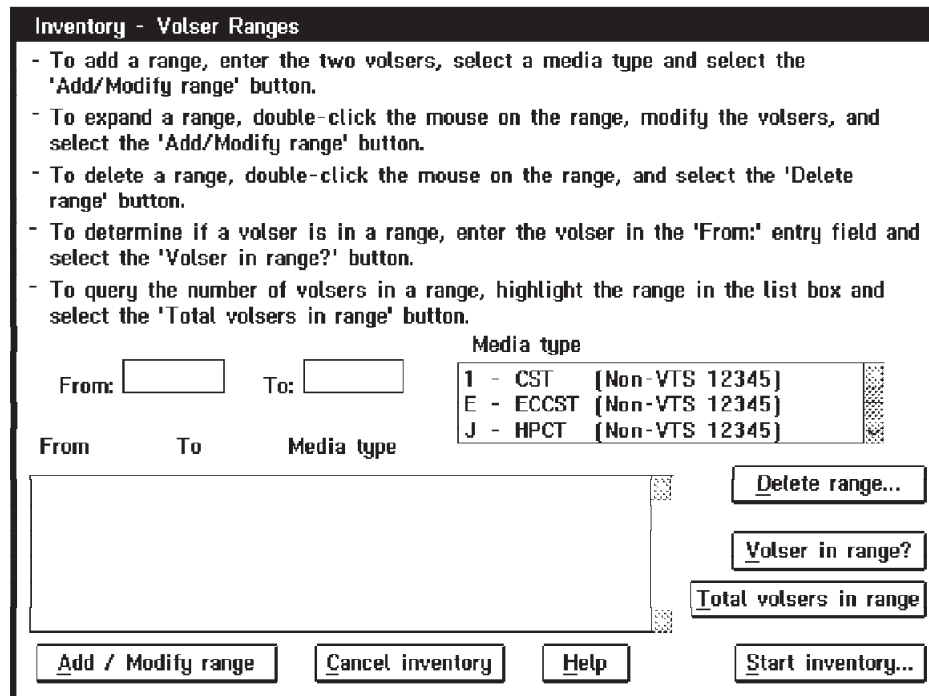 Inventory - Volser Ranges
- To add a range, enter the two volsers, select a media type and select the
'Add/Modify range' button.
- To expand a range, double-click the mouse on the range, modify the volsers, and
select the 'Add/Modify range' button.
- To delete a range, double-click the mouse on the range, and select the 'Delete
range' button.
- To determine if a volser is in a range, enter the volser in the 'From:' entry field and
select the 'Volser in range?' button.
- To query the number of volsers in a range, highlight the range in the list box and
select the 'Total volsers in range' button.
Media type
From: To:
1 - CST (Non-VTS 12345)
E - ECCST (Non-VTS 12345)
J - HPCT (Non-VTS 12345)
From To Media type
Delete range...
Volser in range?
Total volsers in range
Add / Modify range Cancel inventory Help Start inventory...